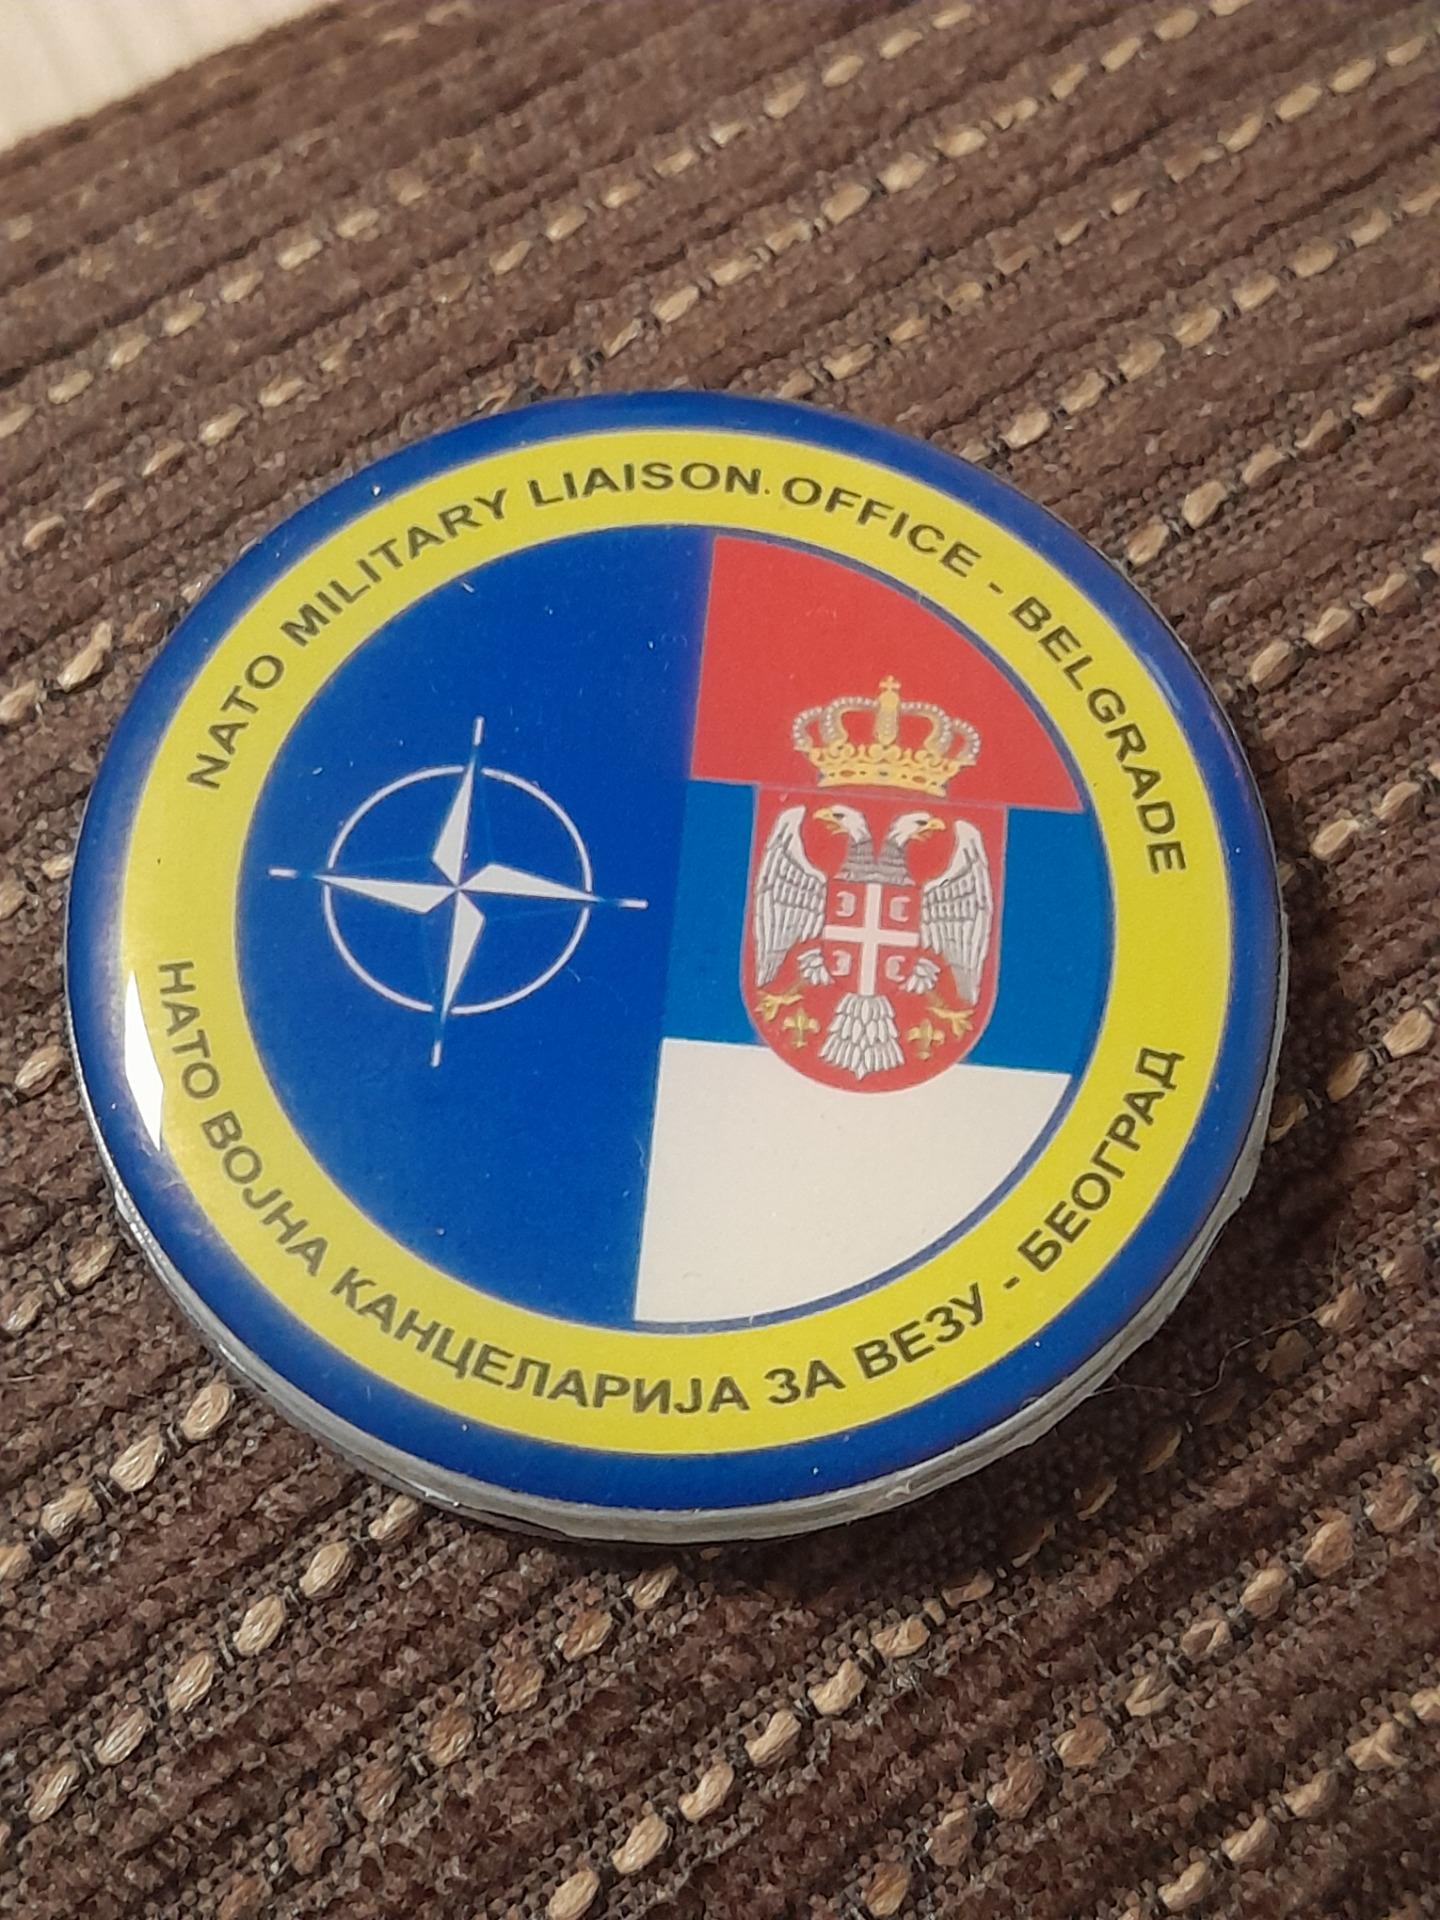 NATO MILITARY LIAISON OFFICE - BELGRADE
НАТО ВОЈНА КАНЦЕЛАРИЈА ЗА ВЕЗУ - БЕОГРАД